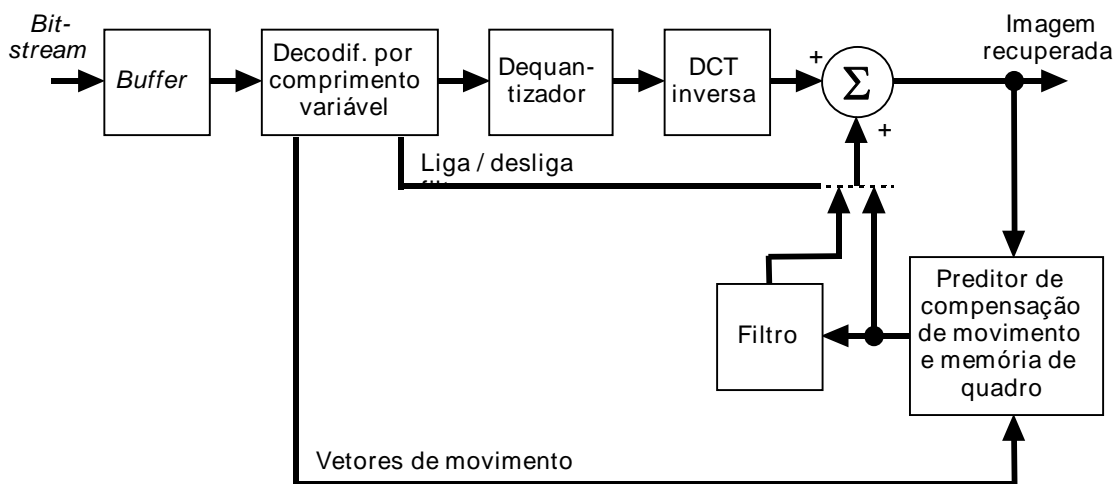 Bit-
stream
Buffer
Decodif. por
comprimento
variável
Dequan-
tizador
DCT
inversa
+
Σ
+
Imagem
recuperada
Liga / desliga
Filtro
Preditor de
compensação
de movimento
e memória de
quadro
Vetores de movimento